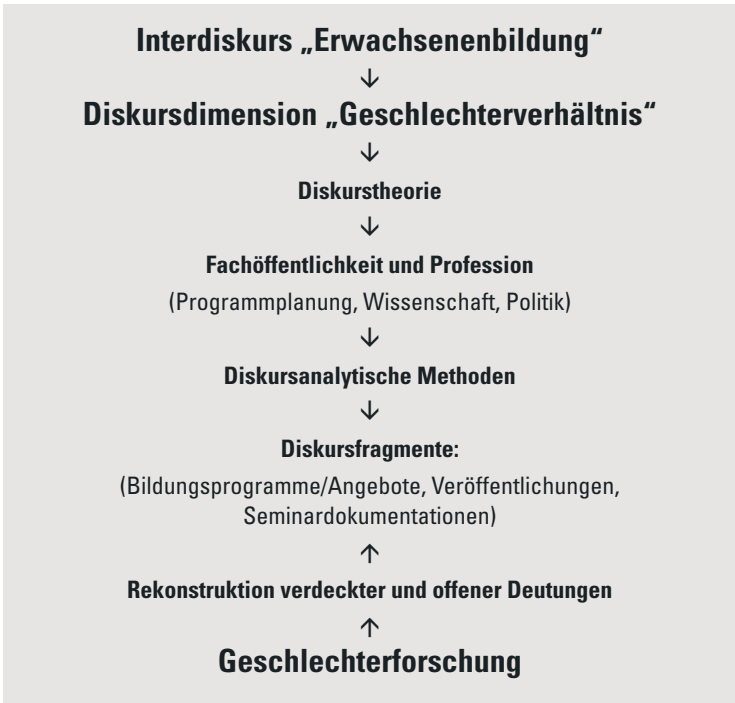 Interdiskurs „Erwachsenenbildung“
↓
Diskursdimension „Geschlechterverhältnis“
↓
Diskurstheorie
↓
Fachöffentlichkeit und Profession
(Programmplanung, Wissenschaft, Politik)
↓
Diskursanalytische Methoden
↓
Diskursfragmente:
(Bildungsprogramme/Angebote, Veröffentlichungen,
Seminardokumentationen)
↑
Rekonstruktion verdeckter und offener Deutungen
↑
Geschlechterforschung